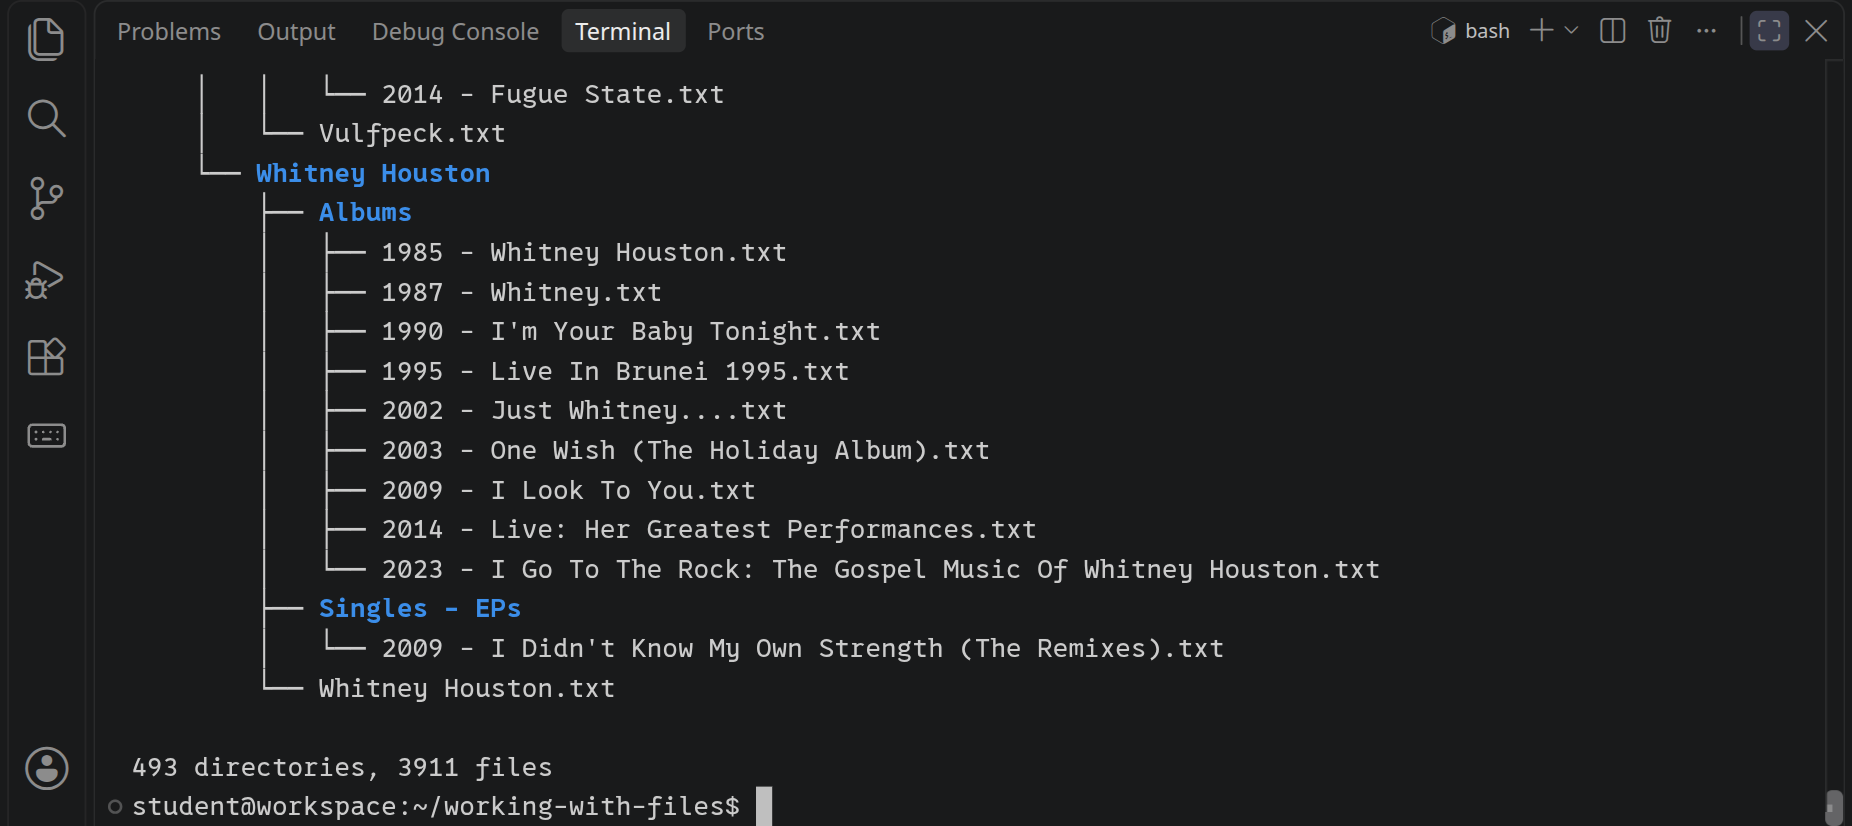 Problems Output Debug Console Terminal Ports bash
│   │   └── 2014 - Fugue State.txt
│   └── Vulfpeck.txt
└── Whitney Houston
├── Albums
│   ├── 1985 - Whitney Houston.txt
│   ├── 1987 - Whitney.txt
│   ├── 1990 - I'm Your Baby Tonight.txt
│   ├── 1995 - Live In Brunei 1995.txt
│   ├── 2002 - Just Whitney....txt
│   ├── 2003 - One Wish (The Holiday Album).txt
│   ├── 2009 - I Look To You.txt
│   ├── 2014 - Live: Her Greatest Performances.txt
│   └── 2023 - I Go To The Rock: The Gospel Music Of Whitney Houston.txt
├── Singles - EPs
│   └── 2009 - I Didn't Know My Own Strength (The Remixes).txt
└── Whitney Houston.txt
493 directories, 3911 files
student@workspace:~/working-with-files$